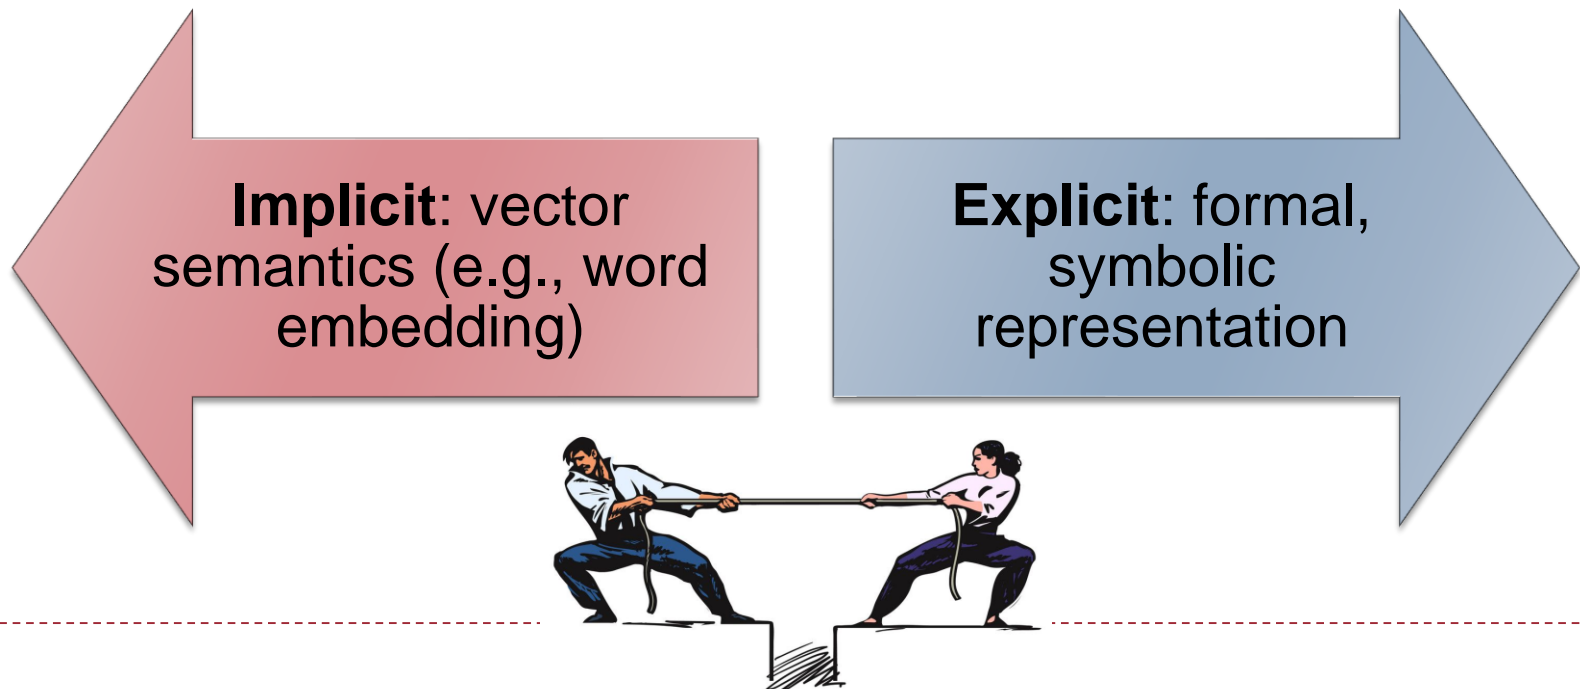 Implicit: vector
semantics (e.g., word
embedding)
Explicit: formal,
symbolic
representation